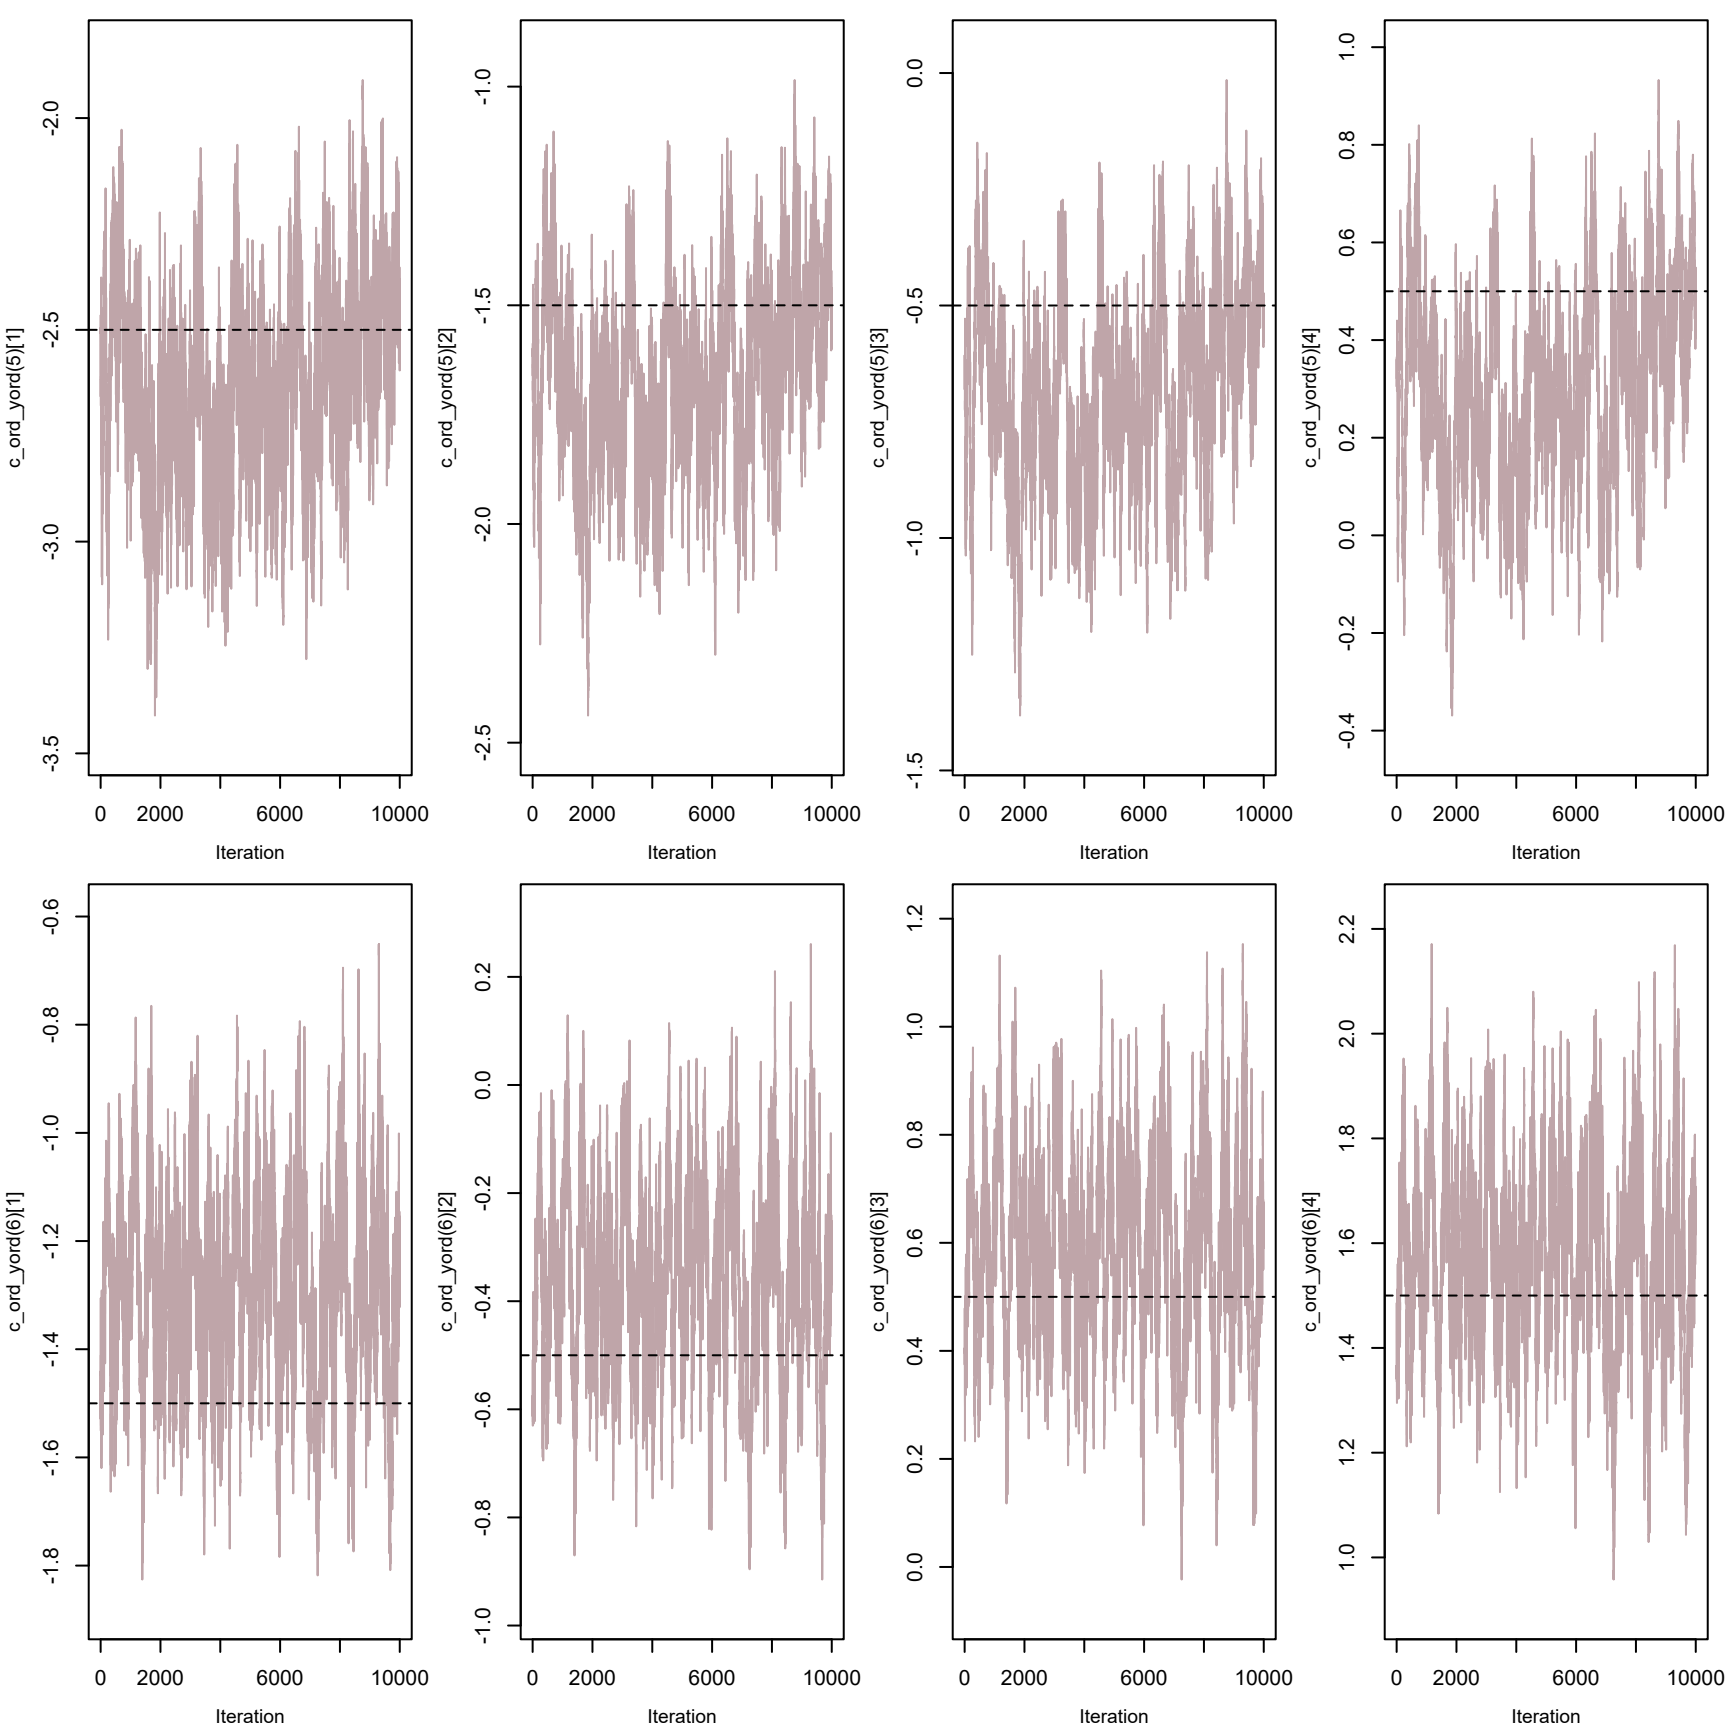 c_ord_yord(5)[1]
-3.5 -3.0 -2.5 -2.0
0 2000 6000 10000
Iteration
c_ord_yord(5)[2]
-2.5 -2.0 -1.5 -1.0
0 2000 6000 10000
Iteration
c_ord_yord(5)[3]
-1.5 -1.0 -0.5 0.0
0 2000 6000 10000
Iteration
c_ord_yord(5)[4]
-0.4 -0.2 0.0 0.2 0.4 0.6 0.8 1.0
0 2000 6000 10000
Iteration
c_ord_yord(6)[1]
-1.8 -1.6 -1.4 -1.2 -1.0 -0.8 -0.6
0 2000 6000 10000
Iteration
c_ord_yord(6)[2]
-1.0 -0.8 -0.6 -0.4 -0.2 0.0 0.2
0 2000 6000 10000
Iteration
c_ord_yord(6)[3]
0.0 0.2 0.4 0.6 0.8 1.0 1.2
0 2000 6000 10000
Iteration
c_ord_yord(6)[4]
1.0 1.2 1.4 1.6 1.8 2.0 2.2
0 2000 6000 10000
Iteration